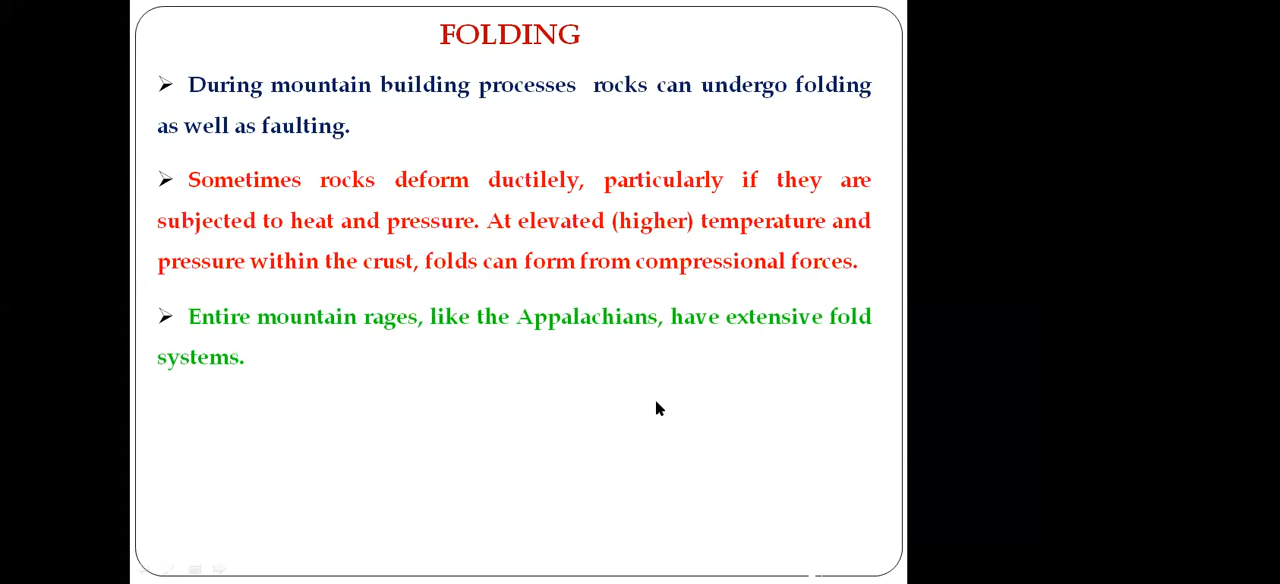 FOLDING
➢ During mountain building processes rocks can undergo folding
as well as faulting.
➢ Sometimes rocks deform ductilely, particularly if they are
subjected to heat and pressure. At elevated (higher) temperature and
pressure within the crust, folds can form from compressional forces.
➢ Entire mountain rages, like the Appalachians, have extensive fold
systems.